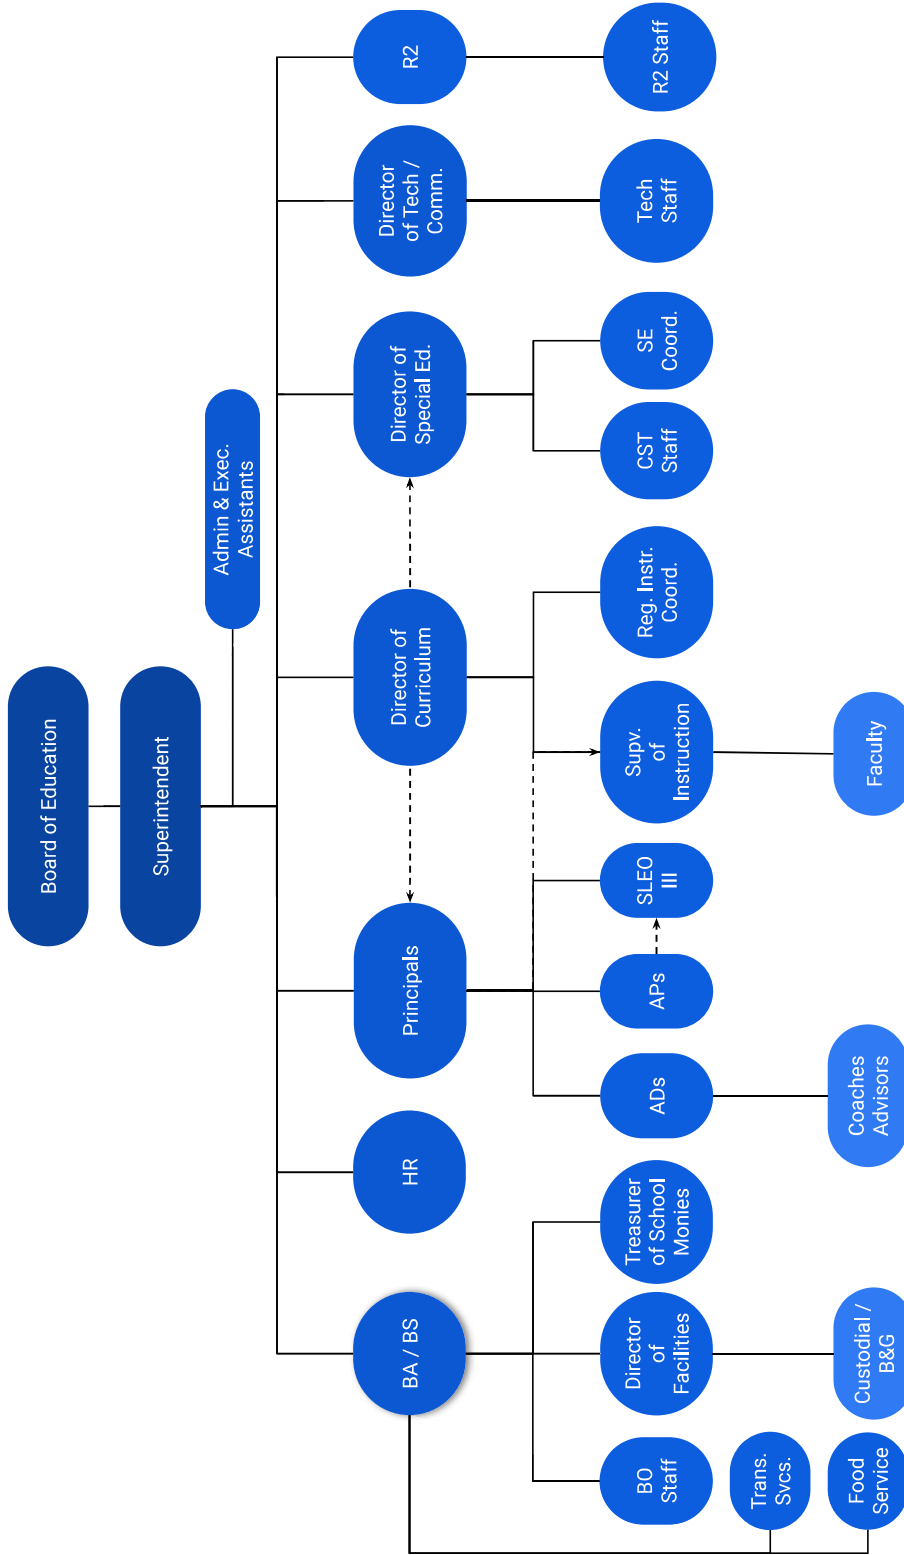 Board of Education
Superintendent
Admin & Exec.
Assistants
BA / BS
HR
Principals
Director of
Curriculum
Director of
Special Ed.
Director
of Tech /
Comm.
R2
BO
Staff
Director
of
Facilities
Treasurer
of School
Monies
ADs
APs
SLEO
III
Supv.
of
Instruction
Reg. Instr.
Coord.
CST
Staff
SE
Coord.
Tech
Staff
R2 Staff
Trans.
Svcs.
Food
Service
Custodial /
B&G
Coaches
Advisors
Faculty